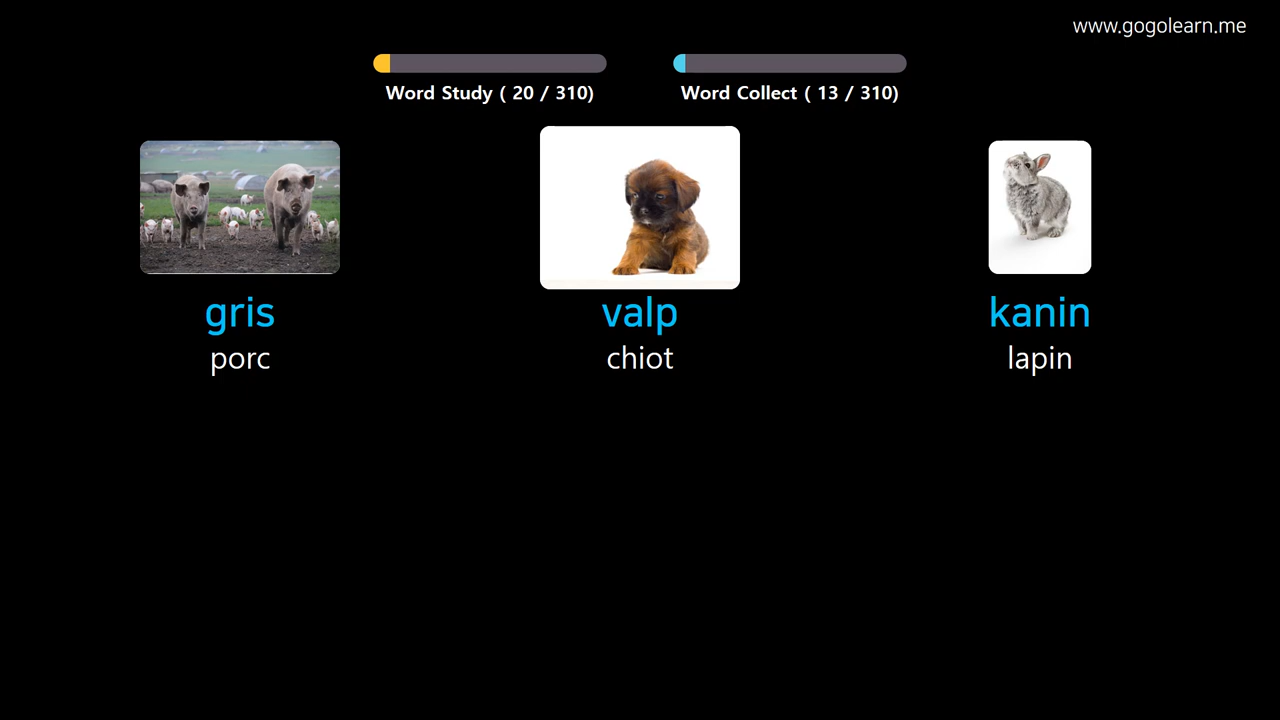 www.gogolearn.me
Word Study ( 20 / 310)
Word Collect ( 13 / 310)
gris
porc
valp
chiot
kanin
lapin